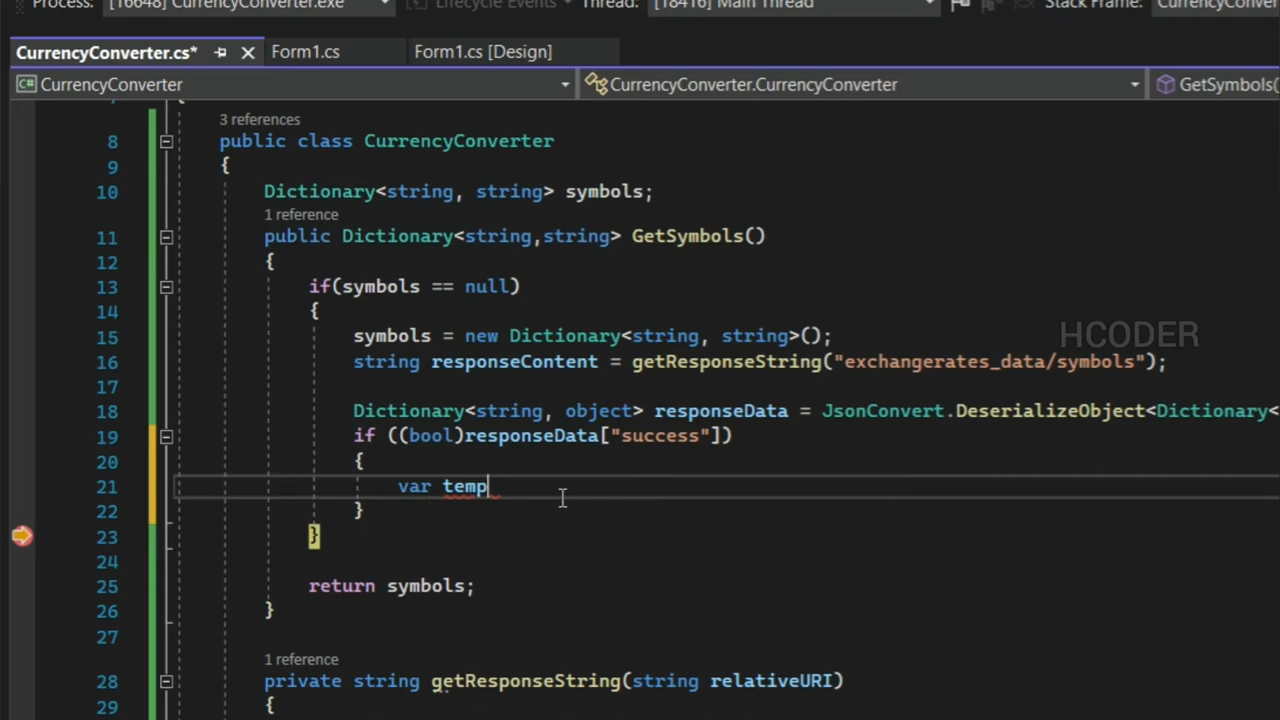 Process: [16648] CurrencyConverter.exe Lifecycle Events Thread: [18416] Main Thread Stack Frame: CurrencyConver
CurrencyConverter.cs* Form1.cs Form1.cs [Design]
CurrencyConverter CurrencyConverter.CurrencyConverter GetSymbols(
7
3 references
8 public class CurrencyConverter
9 {
10 Dictionary<string, string> symbols;
1 reference
11 public Dictionary<string,string> GetSymbols()
12 {
13 if(symbols == null)
14 {
HCODER
15 symbols = new Dictionary<string, string>();
16 string responseContent = getResponseString("exchangerates_data/symbols");
17
18 Dictionary<string, object> responseData = JsonConvert.DeserializeObject<Dictionary<
19 if ((bool)responseData["success"])
20 {
21 var temp
22 }
23 }
24
25 return symbols;
26 }
27
1 reference
28 private string getResponseString(string relativeURI)
29 {